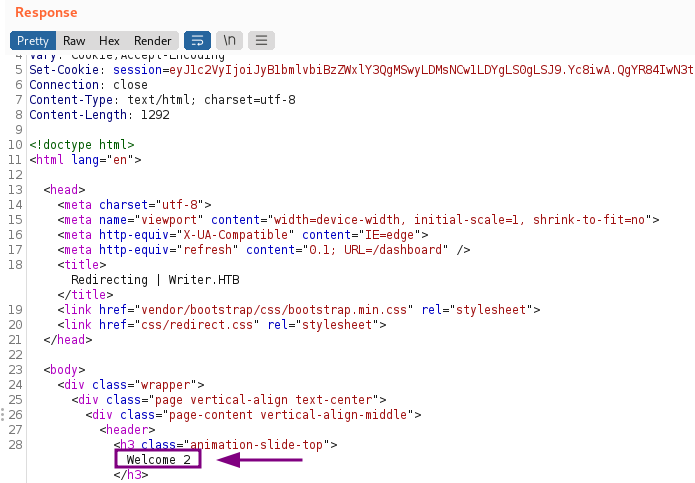 Response
Pretty Raw Hex Render \n
4 Vary: Cookie,Accept-Encoding
5 Set-Cookie: session=eyJ1c2VyIjoiJyB1bmlvbiBzZWxlY3QgMSwyLDMsNCw1LDYgLS0gLSJ9.Yc8iwA.QgYR84IwN3t
6 Connection: close
7 Content-Type: text/html; charset=utf-8
8 Content-Length: 1292
9
10 <!doctype html>
11 <html lang="en">
12
13 <head>
14 <meta charset="utf-8">
15 <meta name="viewport" content="width=device-width, initial-scale=1, shrink-to-fit=no">
16 <meta http-equiv="X-UA-Compatible" content="IE=edge">
17 <meta http-equiv="refresh" content="0.1; URL=/dashboard" />
18 <title>
Redirecting | Writer.HTB
</title>
19 <link href="vendor/bootstrap/css/bootstrap.min.css" rel="stylesheet">
20 <link href="css/redirect.css" rel="stylesheet">
21 </head>
22
23 <body>
24 <div class="wrapper">
25 <div class="page vertical-align text-center">
26 <div class="page-content vertical-align-middle">
27 <header>
28 <h3 class="animation-slide-top">
Welcome 2
</h3>